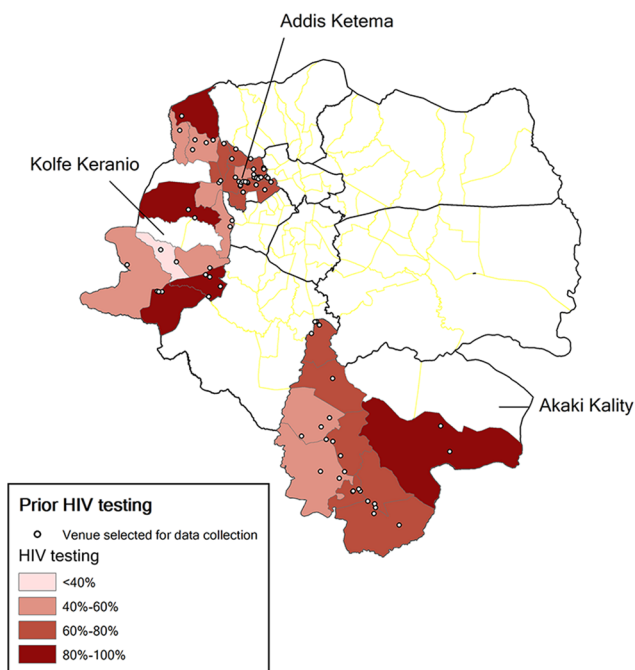 Addis Ketema
Kolfe Keranio
Akaki Kality
Prior HIV testing
Venue selected for data collection
HIV testing
<40%
40%-60%
60%-80%
80%-100%